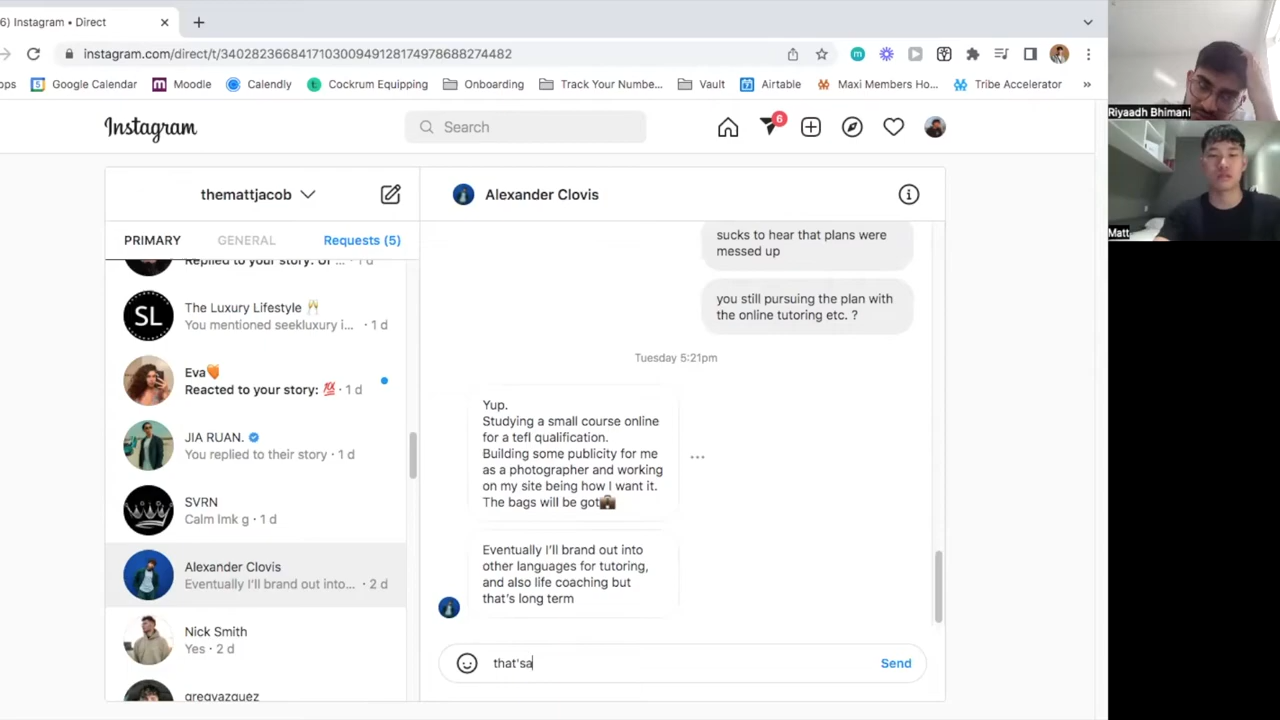 6) Instagram • Direct
instagram.com/direct/t/340282366841710300949128174978688274482
ops
Google Calendar
Moodle
Calendly
Cockrum Equipping
Onboarding
Track Your Numbe...
Vault
Airtable
Maxi Members Ho...
Tribe Accelerator
»
Instagram
Search
6
themattjacob
PRIMARY
GENERAL
Requests (5)
Replied to your story: Of ... · 1 d
SL
The Luxury Lifestyle 🥂
You mentioned seekluxury i... · 1 d
Eva🧡
Reacted to your story: 💯 · 1 d
JIA RUAN.
You replied to their story · 1 d
SVRN
Calm lmk g · 1 d
Alexander Clovis
Eventually I'll brand out into... · 2 d
Nick Smith
Yes · 2 d
gregvazquez
Alexander Clovis
sucks to hear that plans were
messed up
you still pursuing the plan with
the online tutoring etc. ?
Tuesday 5:21pm
Yup.
Studying a small course online
for a tefl qualification.
Building some publicity for me
as a photographer and working
on my site being how I want it.
The bags will be got💼
Eventually I'll brand out into
other languages for tutoring,
and also life coaching but
that's long term
that'sa
Send
Riyaadh Bhimani
Matt